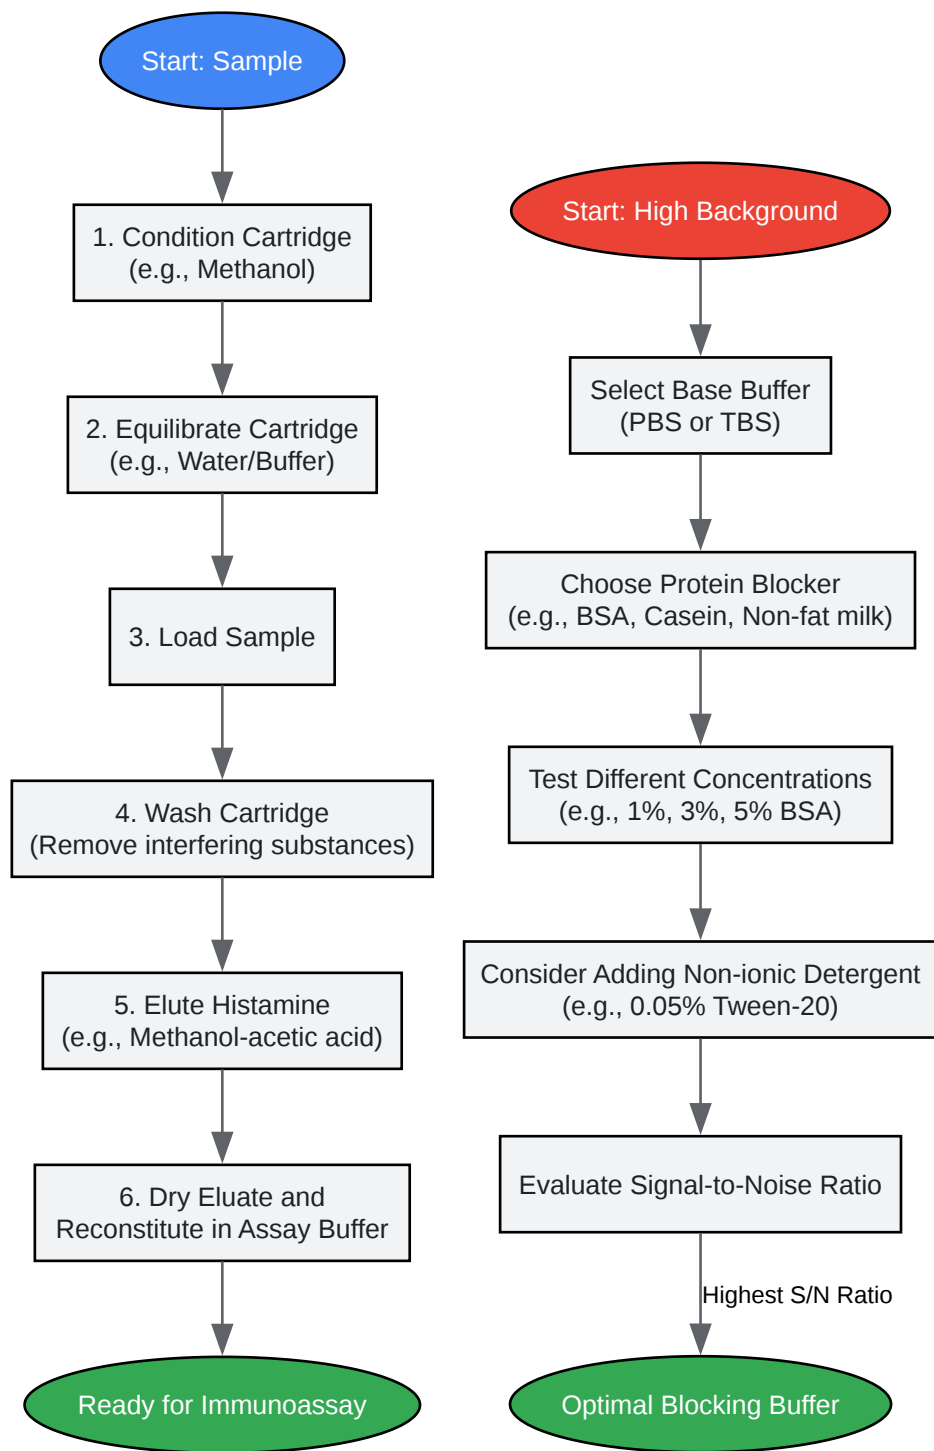 Start: Sample
1. Condition Cartridge
(e.g., Methanol)
2. Equilibrate Cartridge
(e.g., Water/Buffer)
3. Load Sample
4. Wash Cartridge
(Remove interfering substances)
5. Elute Histamine
(e.g., Methanol-acetic acid)
6. Dry Eluate and
Reconstitute in Assay Buffer
Ready for Immunoassay
Start: High Background
Select Base Buffer
(PBS or TBS)
Choose Protein Blocker
(e.g., BSA, Casein, Non-fat milk)
Test Different Concentrations
(e.g., 1%, 3%, 5% BSA)
Consider Adding Non-ionic Detergent
(e.g., 0.05% Tween-20)
Evaluate Signal-to-Noise Ratio
Highest S/N Ratio
Optimal Blocking Buffer